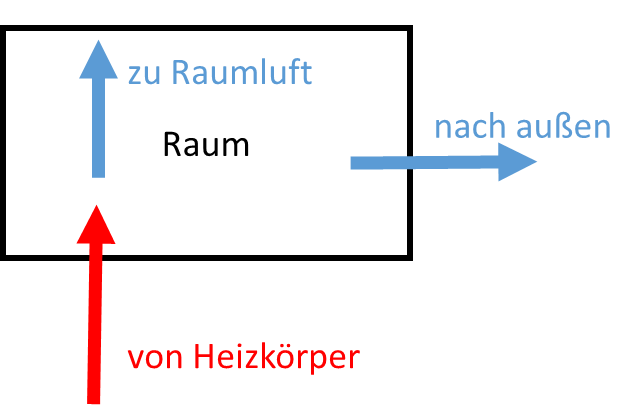 zu Raumluft
nach außen
Raum
von Heizkörper